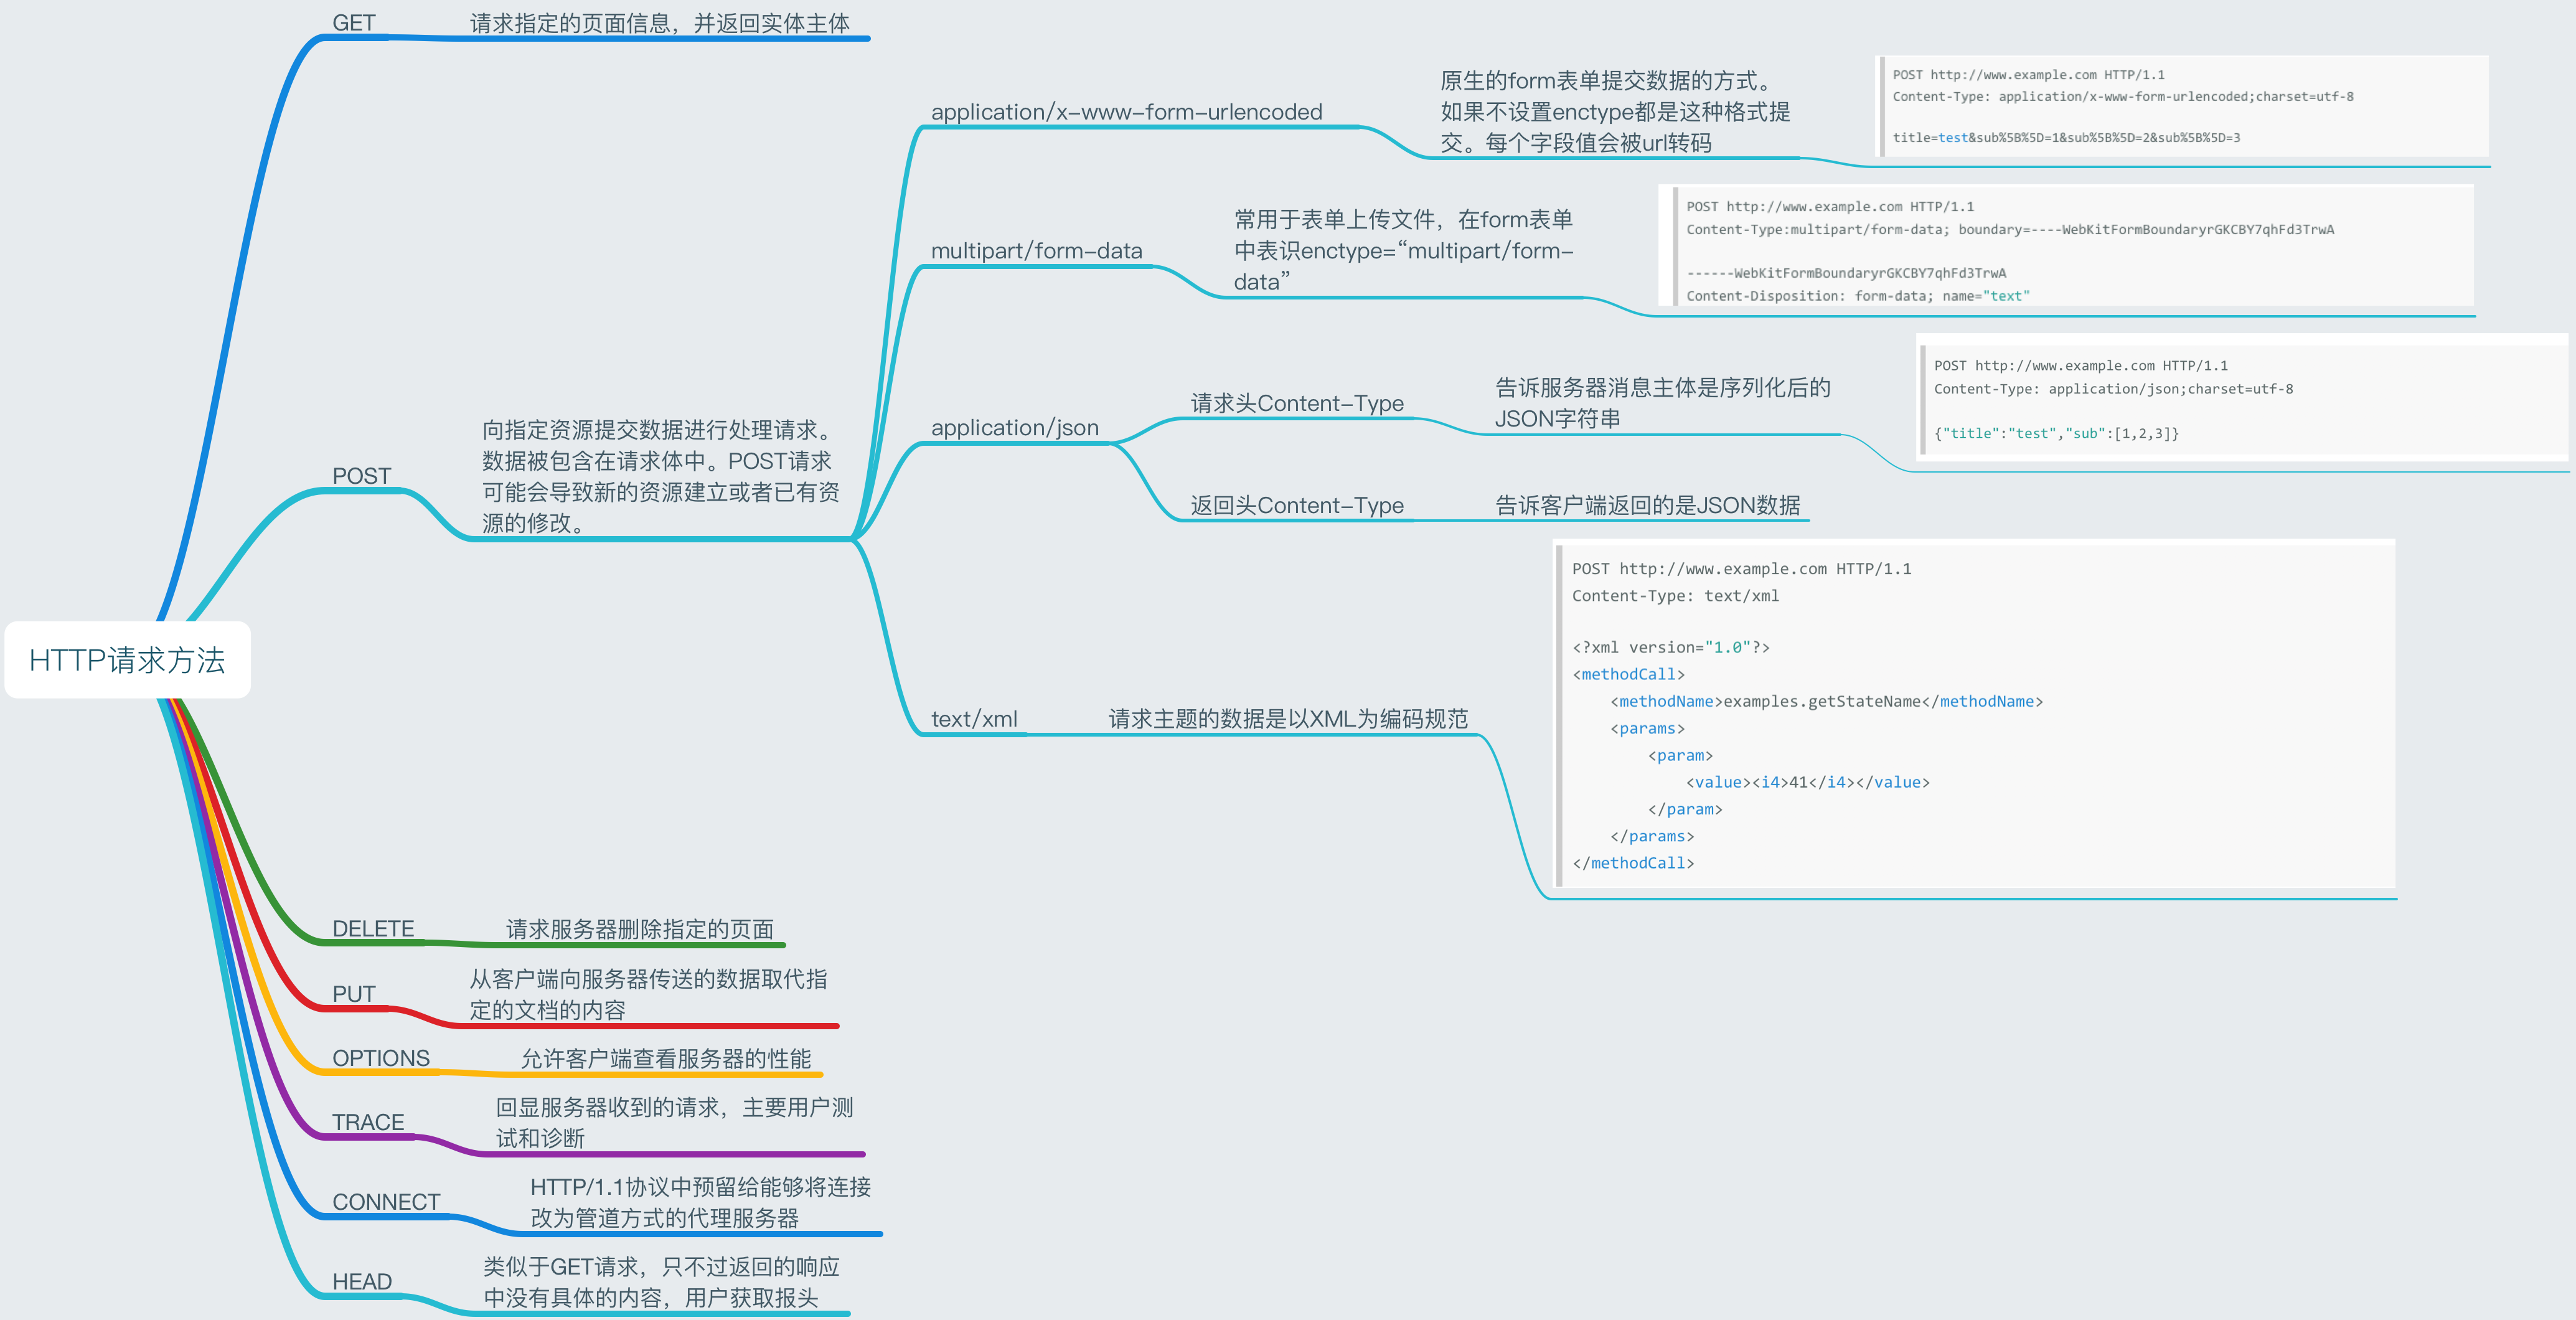 HTTP请求方法
GET
请求指定的页面信息，并返回实体主体
POST
向指定资源提交数据进行处理请求。
数据被包含在请求体中。POST请求
可能会导致新的资源建立或者已有资
源的修改。
application/x-www-form-urlencoded
原生的form表单提交数据的方式。
如果不设置enctype都是这种格式提
交。每个字段值会被url转码
POST http://www.example.com HTTP/1.1
Content-Type: application/x-www-form-urlencoded;charset=utf-8
title=test&sub%5B%5D=1&sub%5B%5D=2&sub%5B%5D=3
multipart/form-data
常用于表单上传文件，在form表单
中表识enctype=“multipart/form-
data”
POST http://www.example.com HTTP/1.1
Content-Type:multipart/form-data; boundary=----WebKitFormBoundaryrGKCBY7qhFd3TrwA
------WebKitFormBoundaryrGKCBY7qhFd3TrwA
Content-Disposition: form-data; name="text"
application/json
请求头Content-Type
告诉服务器消息主体是序列化后的
JSON字符串
POST http://www.example.com HTTP/1.1
Content-Type: application/json;charset=utf-8
{"title":"test","sub":[1,2,3]}
返回头Content-Type
告诉客户端返回的是JSON数据
text/xml
请求主题的数据是以XML为编码规范
POST http://www.example.com HTTP/1.1
Content-Type: text/xml
<?xml version="1.0"?>
<methodCall>
<methodName>examples.getStateName</methodName>
<params>
<param>
<value><i4>41</i4></value>
</param>
</params>
</methodCall>
DELETE
请求服务器删除指定的页面
PUT
从客户端向服务器传送的数据取代指
定的文档的内容
OPTIONS
允许客户端查看服务器的性能
TRACE
回显服务器收到的请求，主要用户测
试和诊断
CONNECT
HTTP/1.1协议中预留给能够将连接
改为管道方式的代理服务器
HEAD
类似于GET请求，只不过返回的响应
中没有具体的内容，用户获取报头